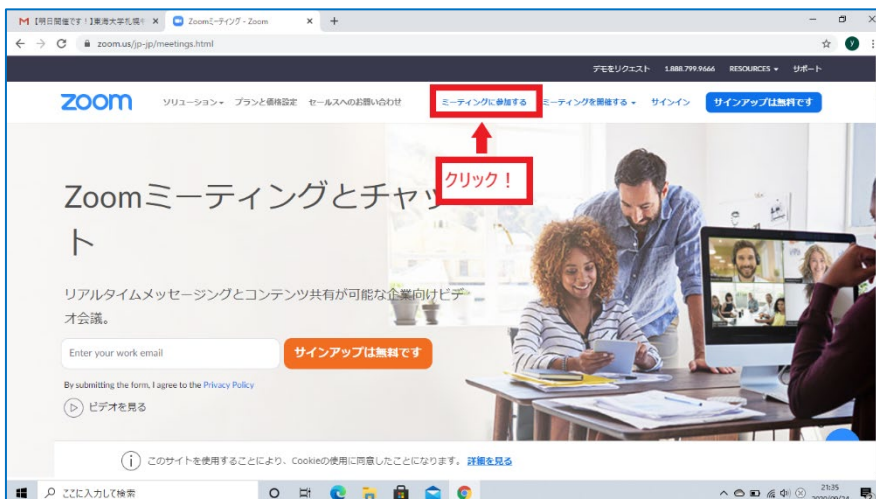 【明日開催です！】東海大学札幌キ
Zoomミーティング - Zoom
zoom.us/jp-jp/meetings.html
デモをリクエスト 1.888.799.9666 RESOURCES サポート
zoom ソリューション プランと価格設定 セールスへのお問い合わせ ミーティングに参加する ミーティングを開催する サインイン サインアップは無料です
クリック！
Zoomミーティングとチャッ
ト
リアルタイムメッセージングとコンテンツ共有が可能な企業向けビデ
オ会議。
Enter your work email サインアップは無料です
By submitting the form, I agree to the Privacy Policy
ビデオを見る
このサイトを使用することにより、Cookieの使用に同意したことになります。 詳細を見る
ここに入力して検索
21:35